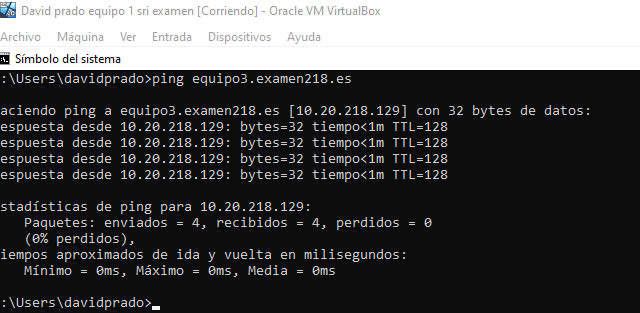 David prado equipo 1 sri examen [Corriendo] - Oracle VM VirtualBox
Archivo Máquina Ver Entrada Dispositivos Ayuda
Símbolo del sistema
:\Users\davidprado>ping equipo3.examen218.es
aciendo ping a equipo3.examen218.es [10.20.218.129] con 32 bytes de datos:
espuesta desde 10.20.218.129: bytes=32 tiempo<1m TTL=128
espuesta desde 10.20.218.129: bytes=32 tiempo<1m TTL=128
espuesta desde 10.20.218.129: bytes=32 tiempo<1m TTL=128
espuesta desde 10.20.218.129: bytes=32 tiempo<1m TTL=128
stadísticas de ping para 10.20.218.129:
Paquetes: enviados = 4, recibidos = 4, perdidos = 0
(0% perdidos),
iempos aproximados de ida y vuelta en milisegundos:
Mínimo = 0ms, Máximo = 0ms, Media = 0ms
:\Users\davidprado>